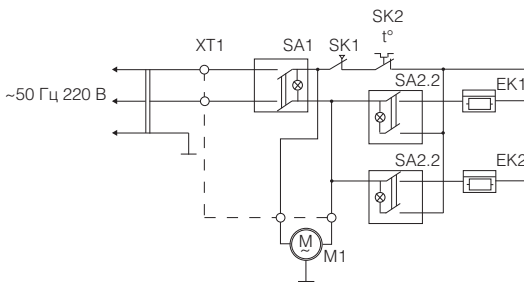 SK2
t°
XT1
SA1
SK1
SA2.2
EK1
~50 Гц 220 В
SA2.2
EK2
M
~
M1